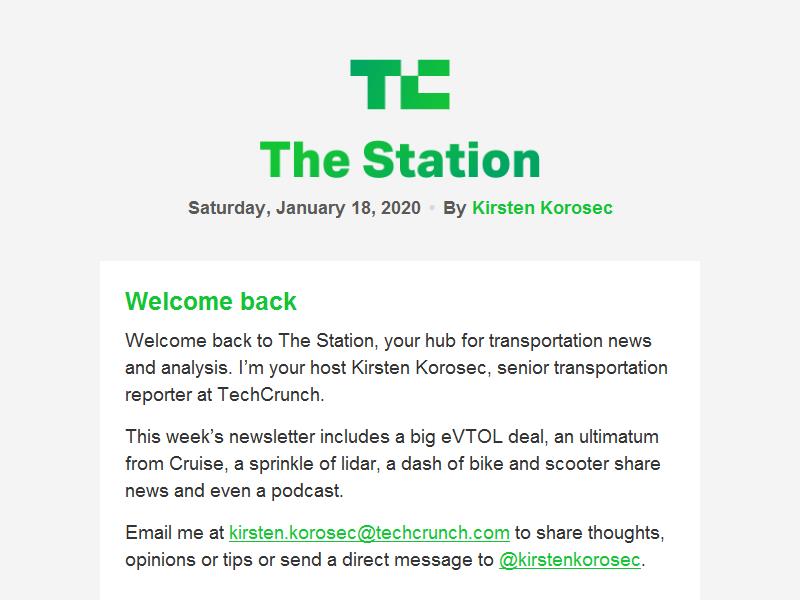 TC
The Station
Saturday, January 18, 2020 • By Kirsten Korosec
Welcome back
Welcome back to The Station, your hub for transportation news
and analysis. I’m your host Kirsten Korosec, senior transportation
reporter at TechCrunch.
This week’s newsletter includes a big eVTOL deal, an ultimatum
from Cruise, a sprinkle of lidar, a dash of bike and scooter share
news and even a podcast.
Email me at kirsten.korosec@techcrunch.com to share thoughts,
opinions or tips or send a direct message to @kirstenkorosec.